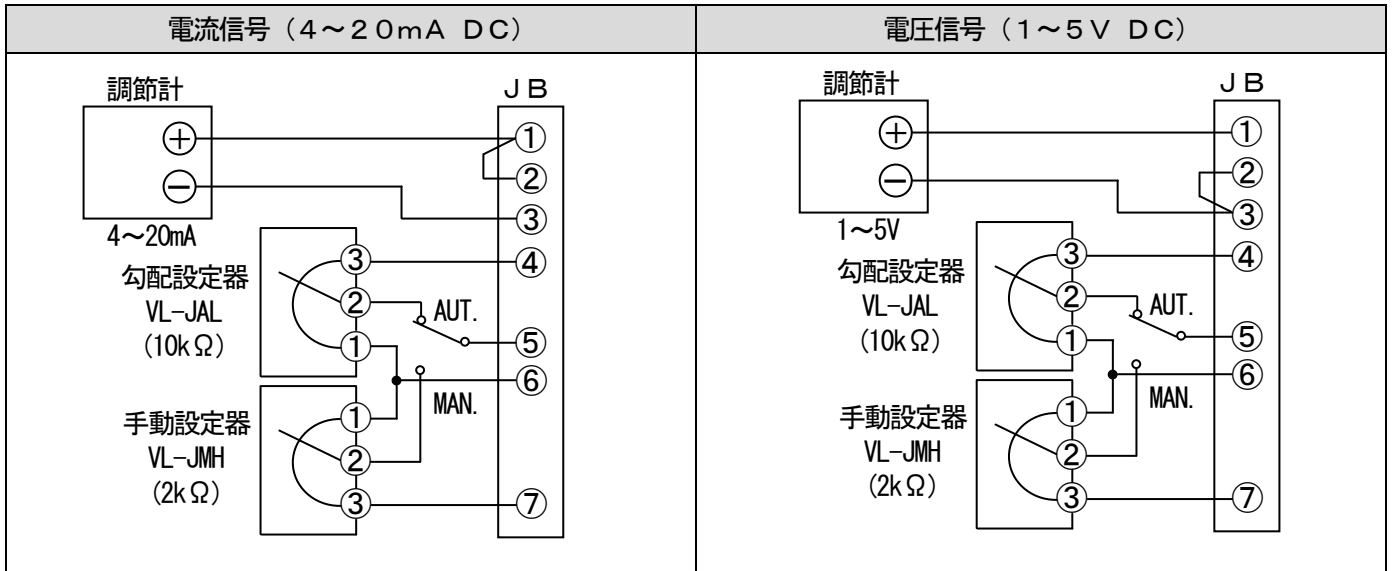 電流信号（4～20mA DC）
調節計
JB
＋
①
－
②
③
4～20mA
勾配設定器
VL-JAL
(10kΩ)
③
④
②
AUT.
①
⑤
⑥
手動設定器
VL-JMH
(2kΩ)
①
MAN.
②
③
⑦
電圧信号（1～5V DC）
調節計
JB
＋
①
－
②
③
1～5V
勾配設定器
VL-JAL
(10kΩ)
③
④
②
AUT.
①
⑤
⑥
手動設定器
VL-JMH
(2kΩ)
①
MAN.
②
③
⑦